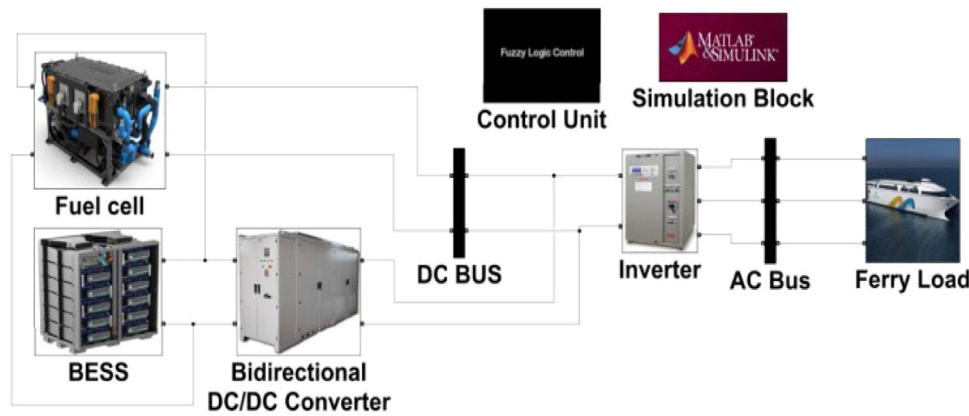 Fuzzy Logic Control
Control Unit
MATLAB®
&SIMULINK®
Simulation Block
Fuel cell
DC BUS
Inverter
AC Bus
Ferry Load
BESS
Bidirectional
DC/DC Converter